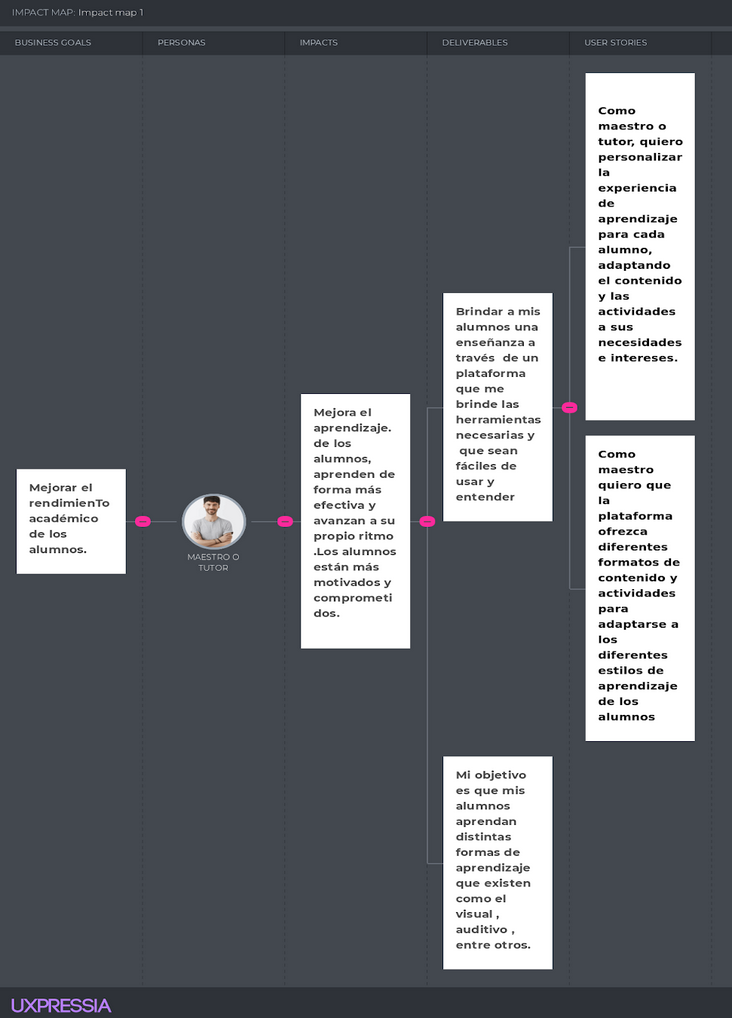 IMPACT MAP: Impact map 1
BUSINESS GOALS
PERSONAS
IMPACTS
DELIVERABLES
USER STORIES
Mejorar el
rendimienTo
académico
de los
alumnos.
MAESTRO O
TUTOR
Mejora el
aprendizaje.
de los
alumnos,
aprenden de
forma más
efectiva y
avanzan a su
propio ritmo
.Los alumnos
están más
motivados y
comprometi
dos.
Brindar a mis
alumnos una
enseñanza a
través de un
plataforma
que me
brinde las
herramientas
necesarias y
que sean
fáciles de
usar y
entender
Mi objetivo
es que mis
alumnos
aprendan
distintas
formas de
aprendizaje
que existen
como el
visual ,
auditivo ,
entre otros.
Como
maestro o
tutor, quiero
personalizar
la
experiencia
de
aprendizaje
para cada
alumno,
adaptando
el contenido
y las
actividades
a sus
necesidades
e intereses.
Como
maestro
quiero que
la
plataforma
ofrezca
diferentes
formatos de
contenido y
actividades
para
adaptarse a
los
diferentes
estilos de
aprendizaje
de los
alumnos
UXPRESSIA